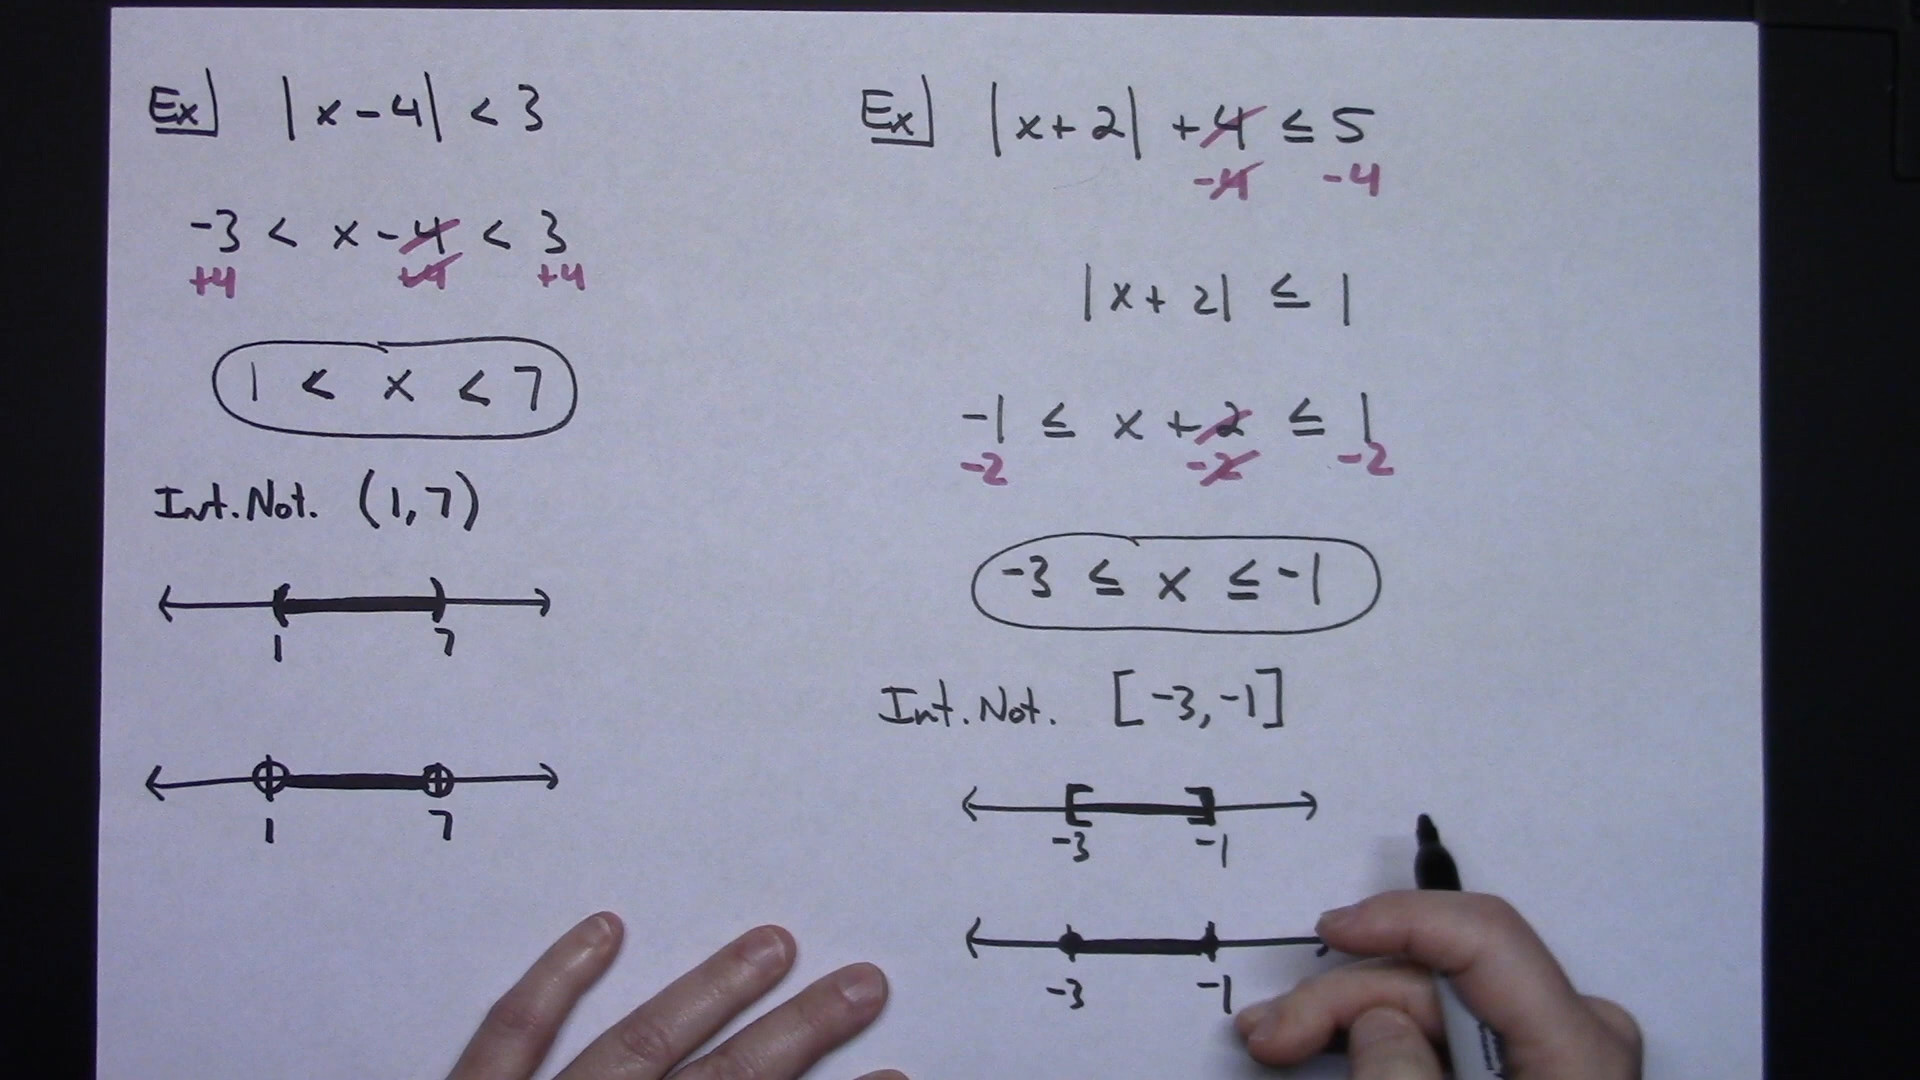 Ex] |x-4| < 3
-3 < x-4 < 3
+4 +4 +4
1 < x < 7
Int. Not. (1,7)
1 7
1 7
Ex] |x+2| +4 ≤ 5
-4 -4
|x+2| ≤ 1
-1 ≤ x+2 ≤ 1
-2 -2 -2
-3 ≤ x ≤ -1
Int. Not. [-3,-1]
-3 -1
-3 -1